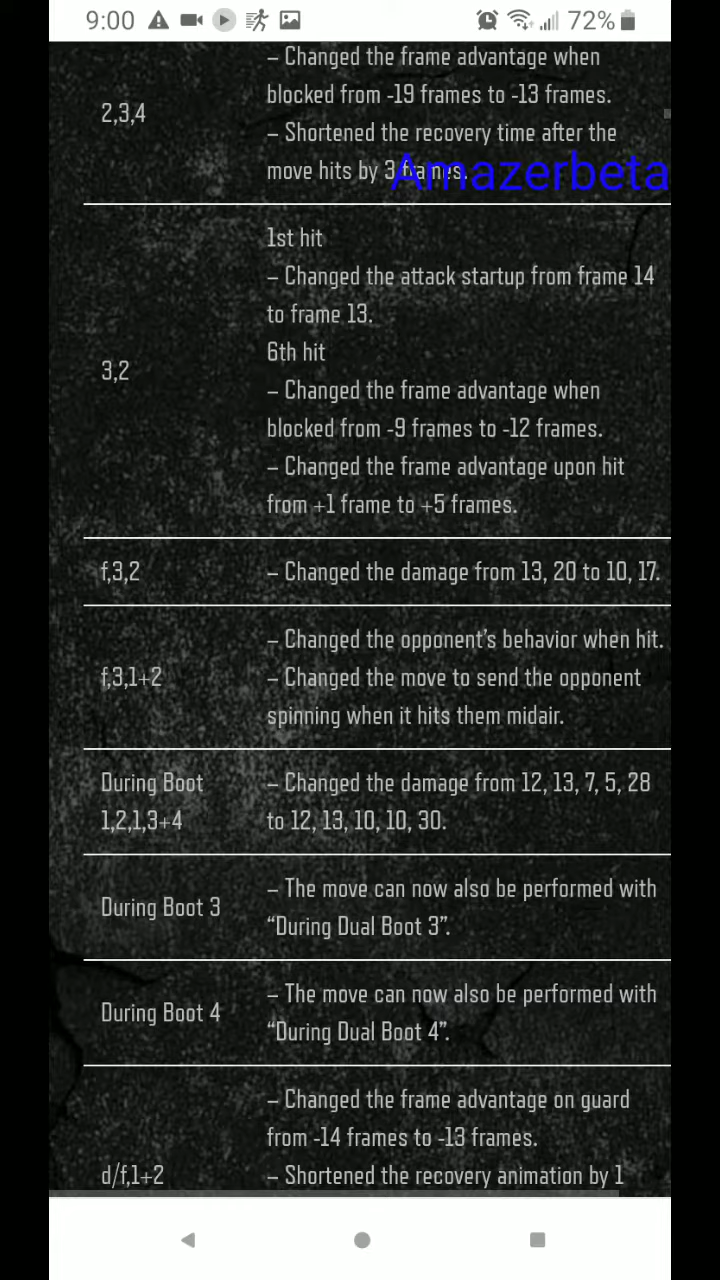 9:00
72%
– Changed the frame advantage when
blocked from -19 frames to -13 frames.
2,3,4
– Shortened the recovery time after the
move hits by 3 frames.
Amazerbeta
1st hit
– Changed the attack startup from frame 14
to frame 13.
6th hit
3,2
– Changed the frame advantage when
blocked from -9 frames to -12 frames.
– Changed the frame advantage upon hit
from +1 frame to +5 frames.
f,3,2
– Changed the damage from 13, 20 to 10, 17.
– Changed the opponent's behavior when hit.
f,3,1+2
– Changed the move to send the opponent
spinning when it hits them midair.
During Boot
1,2,1,3+4
– Changed the damage from 12, 13, 7, 5, 28
to 12, 13, 10, 10, 30.
During Boot 3
– The move can now also be performed with
“During Dual Boot 3”.
During Boot 4
– The move can now also be performed with
“During Dual Boot 4”.
– Changed the frame advantage on guard
from -14 frames to -13 frames.
d/f,1+2
– Shortened the recovery animation by 1